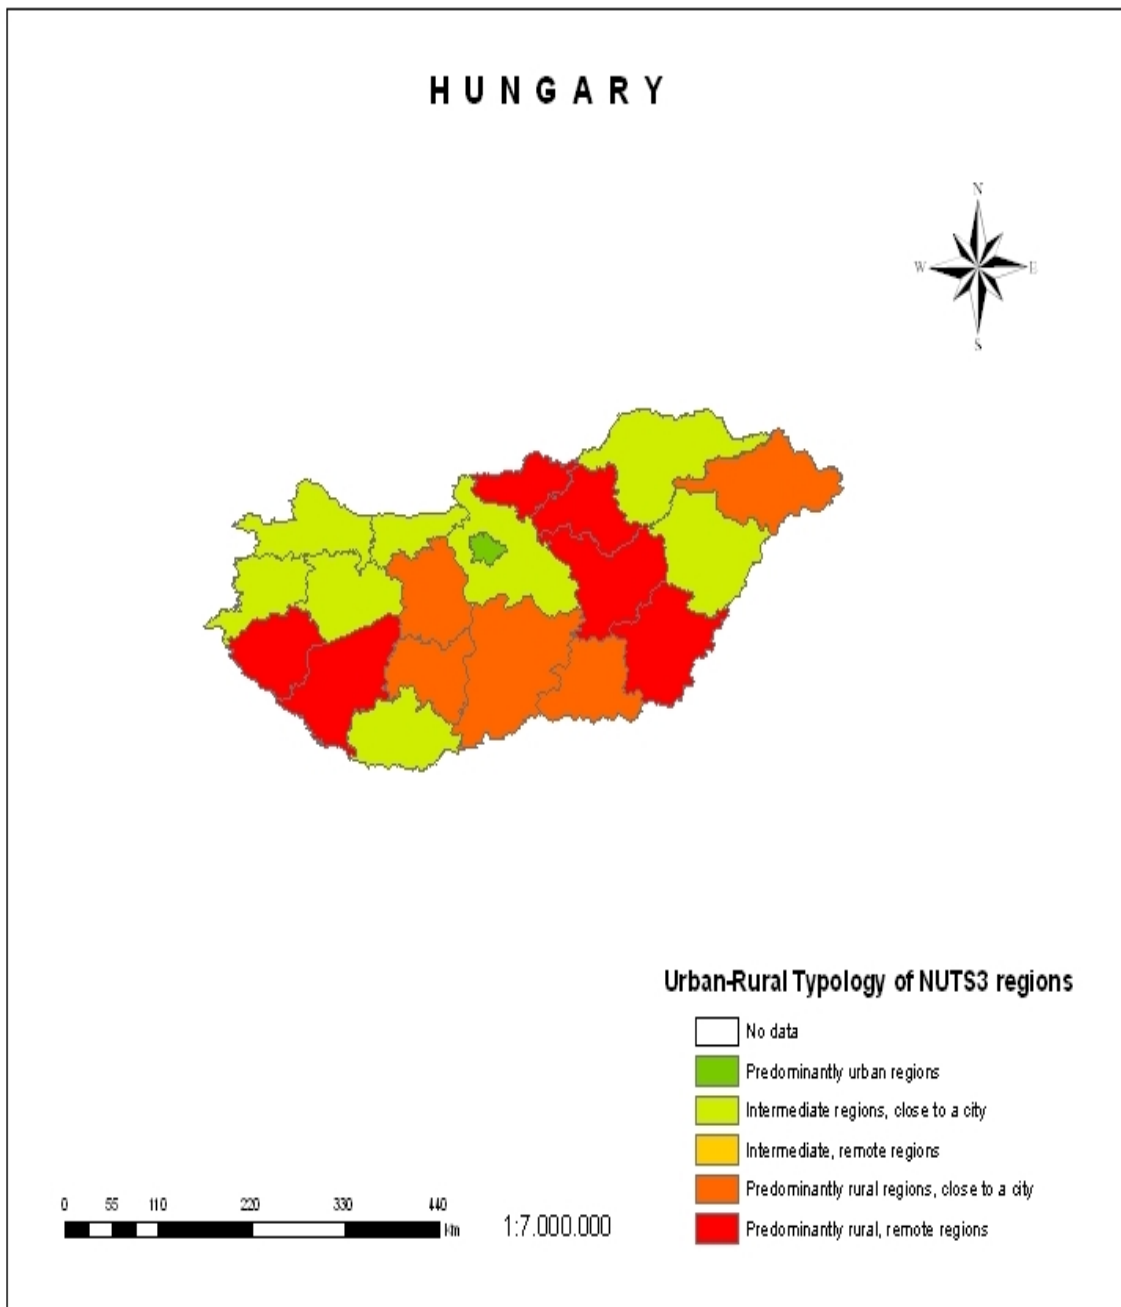 H U N G A R Y
N
W E
S
Urban-Rural Typology of NUTS3 regions
No data
Predominantly urban regions
Intermediate regions, close to a city
Intermediate, remote regions
Predominantly rural regions, close to a city
Predominantly rural, remote regions
0 55 110 220 330 440
km
1:7.000.000